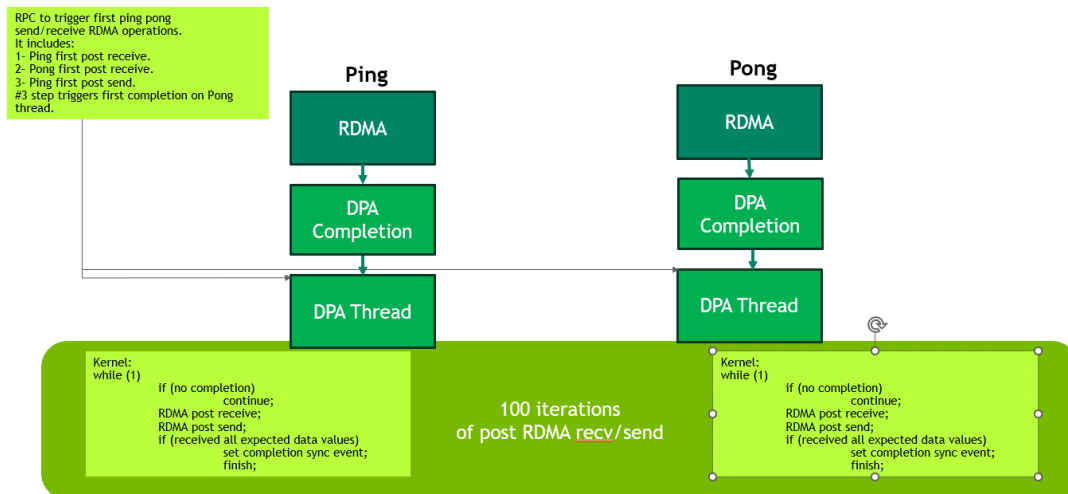 RPC to trigger first ping pong
send/receive RDMA operations.
It includes:
1- Ping first post receive.
2- Pong first post receive.
3- Ping first post send.
#3 step triggers first completion on Pong
thread.
Ping
RDMA
DPA
Completion
DPA Thread
Pong
RDMA
DPA
Completion
DPA Thread
Kernel:
while (1)
if (no completion)
continue;
RDMA post receive;
RDMA post send;
if (received all expected data values)
set completion sync event;
finish;
100 iterations
of post RDMA recv/send
Kernel:
while (1)
if (no completion)
continue;
RDMA post receive;
RDMA post send;
if (received all expected data values)
set completion sync event;
finish;